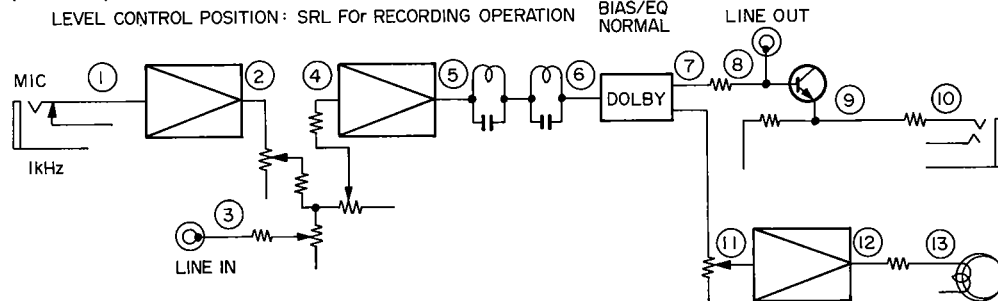 LEVEL CONTROL POSITION: SRL FOr RECORDING OPERATION
BIAS/EQ
NORMAL
LINE OUT
MIC
1
2
4
5
6
7
8
DOLBY
9
10
1kHz
3
LINE IN
11
12
13